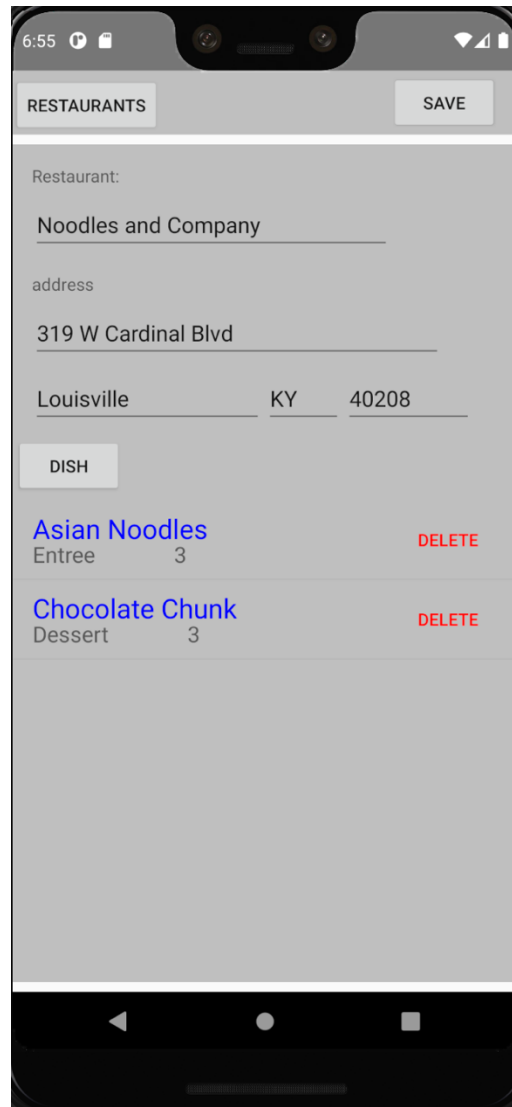 6:55
RESTAURANTS SAVE
Restaurant:
Noodles and Company
address
319 W Cardinal Blvd
Louisville KY 40208
DISH
Asian Noodles
Entree 3
DELETE
Chocolate Chunk
Dessert 3
DELETE